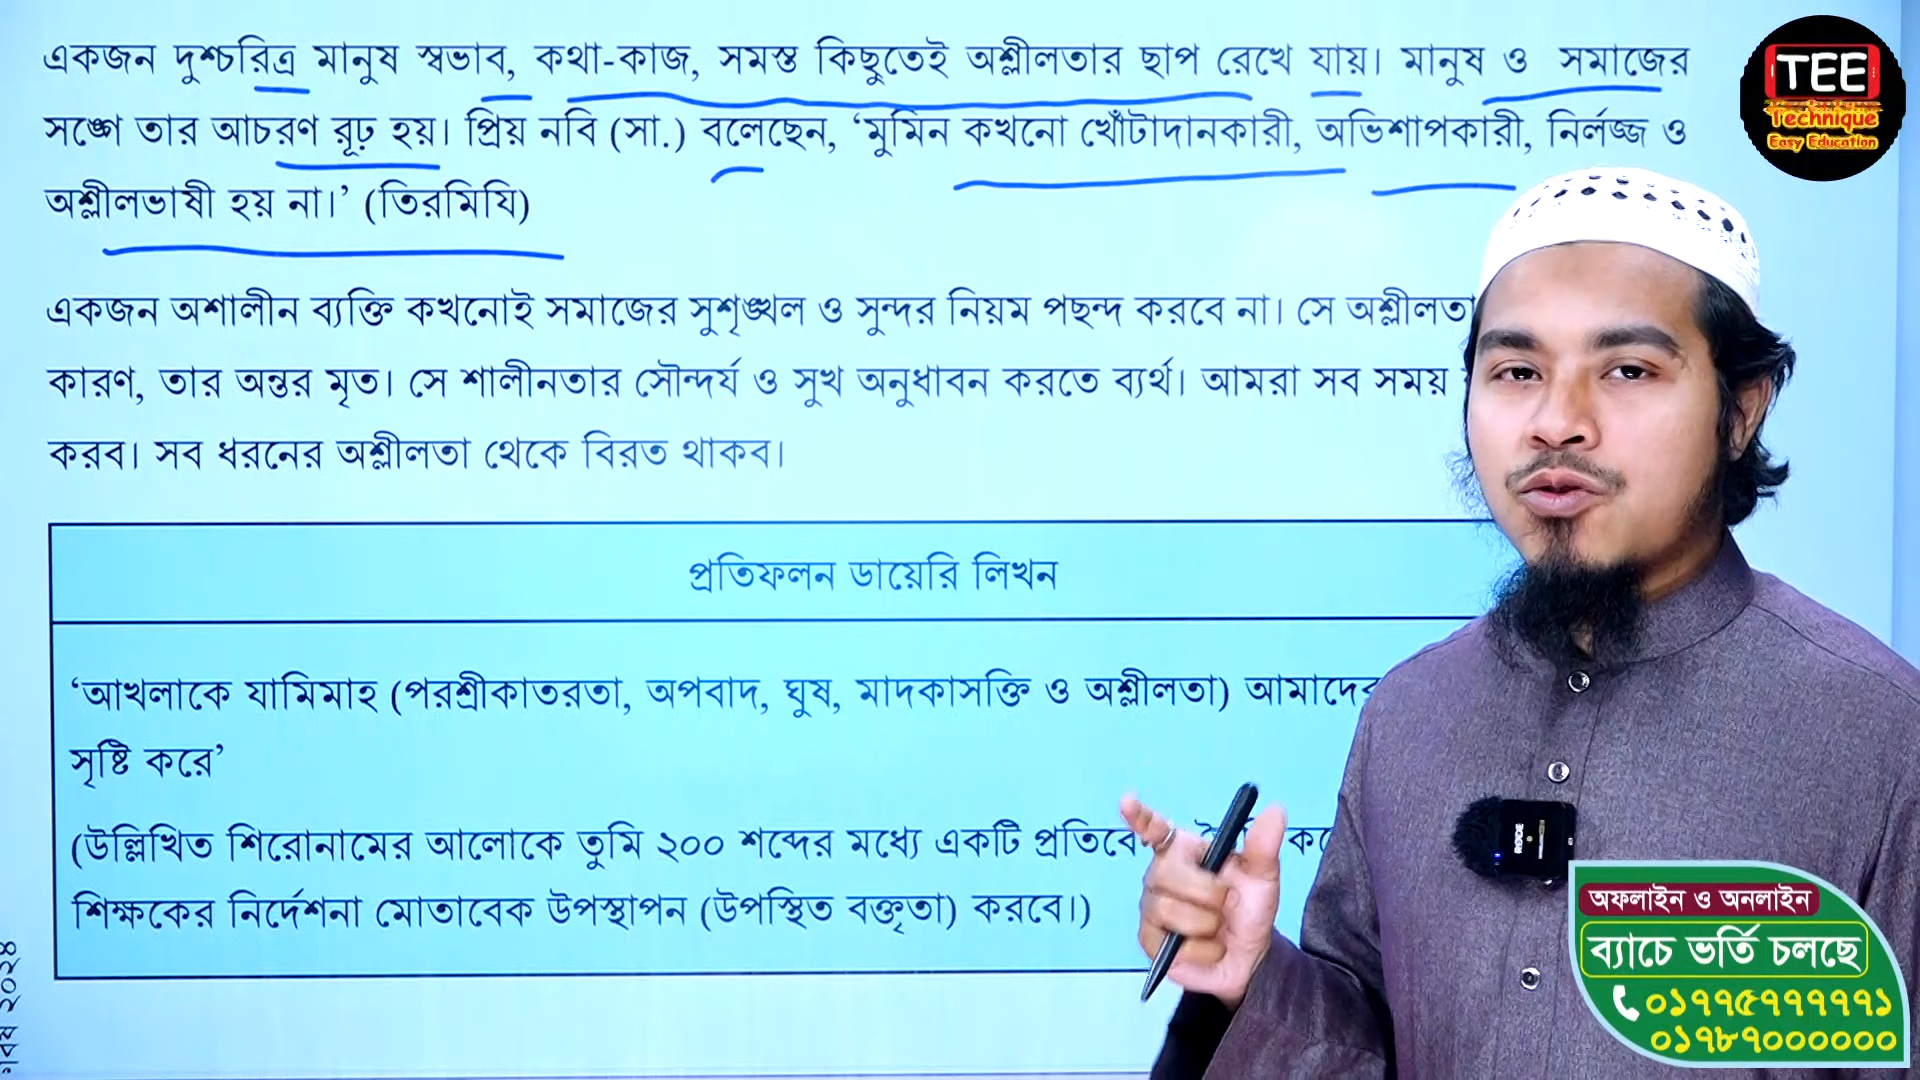 একজন দুশ্চরিত্র মানুষ স্বভাব, কথা-কাজ, সমস্ত কিছুতেই অশ্লীলতার ছাপ রেখে যায়। মানুষ ও সমাজের
সঙ্গে তার আচরণ রূঢ় হয়। প্রিয় নবি (সা.) বলেছেন, ‘মুমিন কখনো খোঁটাদানকারী, অভিশাপকারী, নির্লজ্জ ও
অশ্লীলভাষী হয় না।’ (তিরমিযি)
একজন অশালীন ব্যক্তি কখনোই সমাজের সুশৃঙ্খল ও সুন্দর নিয়ম পছন্দ করবে না। সে অশ্লীলতা
কারণ, তার অন্তর মৃত। সে শালীনতার সৌন্দর্য ও সুখ অনুধাবন করতে ব্যর্থ। আমরা সব সময়
করব। সব ধরনের অশ্লীলতা থেকে বিরত থাকব।
প্রতিফলন ডায়েরি লিখন
‘আখলাকে যামিমাহ (পরশ্রীকাতরতা, অপবাদ, ঘুষ, মাদকাসক্তি ও অশ্লীলতা) আমাদের
সৃষ্টি করে’
(উল্লিখিত শিরোনামের আলোকে তুমি ২০০ শব্দের মধ্যে একটি
শিক্ষকের নির্দেশনা মোতাবেক উপস্থাপন (উপস্থিত বক্তৃতা) করবে।)
২০২৪
TEE
Technique
Easy Education
RODE
অফলাইন ও অনলাইন
ব্যাচে ভর্তি চলছে
০১৭৭৫৭৭৭৭৭১
০১৭৮৭০০০০০০